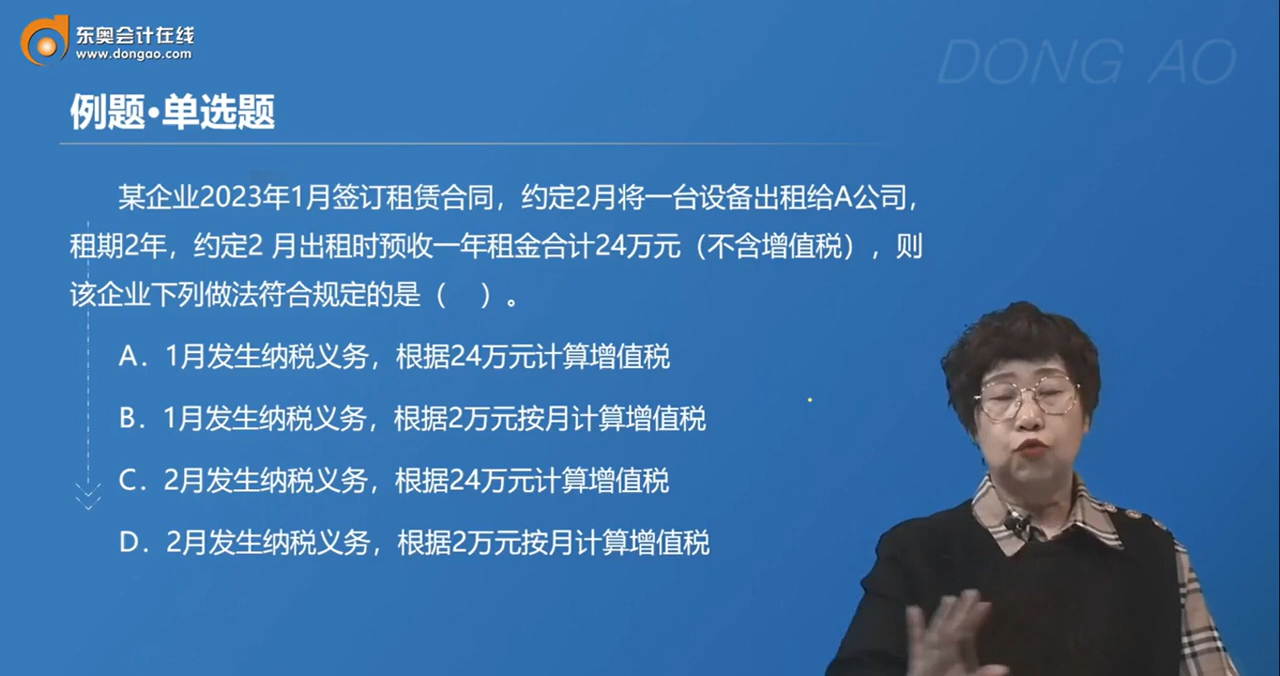 东奥会计在线
www.dongao.com
DONG AO
例题•单选题
某企业2023年1月签订租赁合同，约定2月将一台设备出租给A公司，
租期2年，约定2 月出租时预收一年租金合计24万元（不含增值税），则
该企业下列做法符合规定的是（　）。
A．1月发生纳税义务，根据24万元计算增值税
B．1月发生纳税义务，根据2万元按月计算增值税
C．2月发生纳税义务，根据24万元计算增值税
D．2月发生纳税义务，根据2万元按月计算增值税